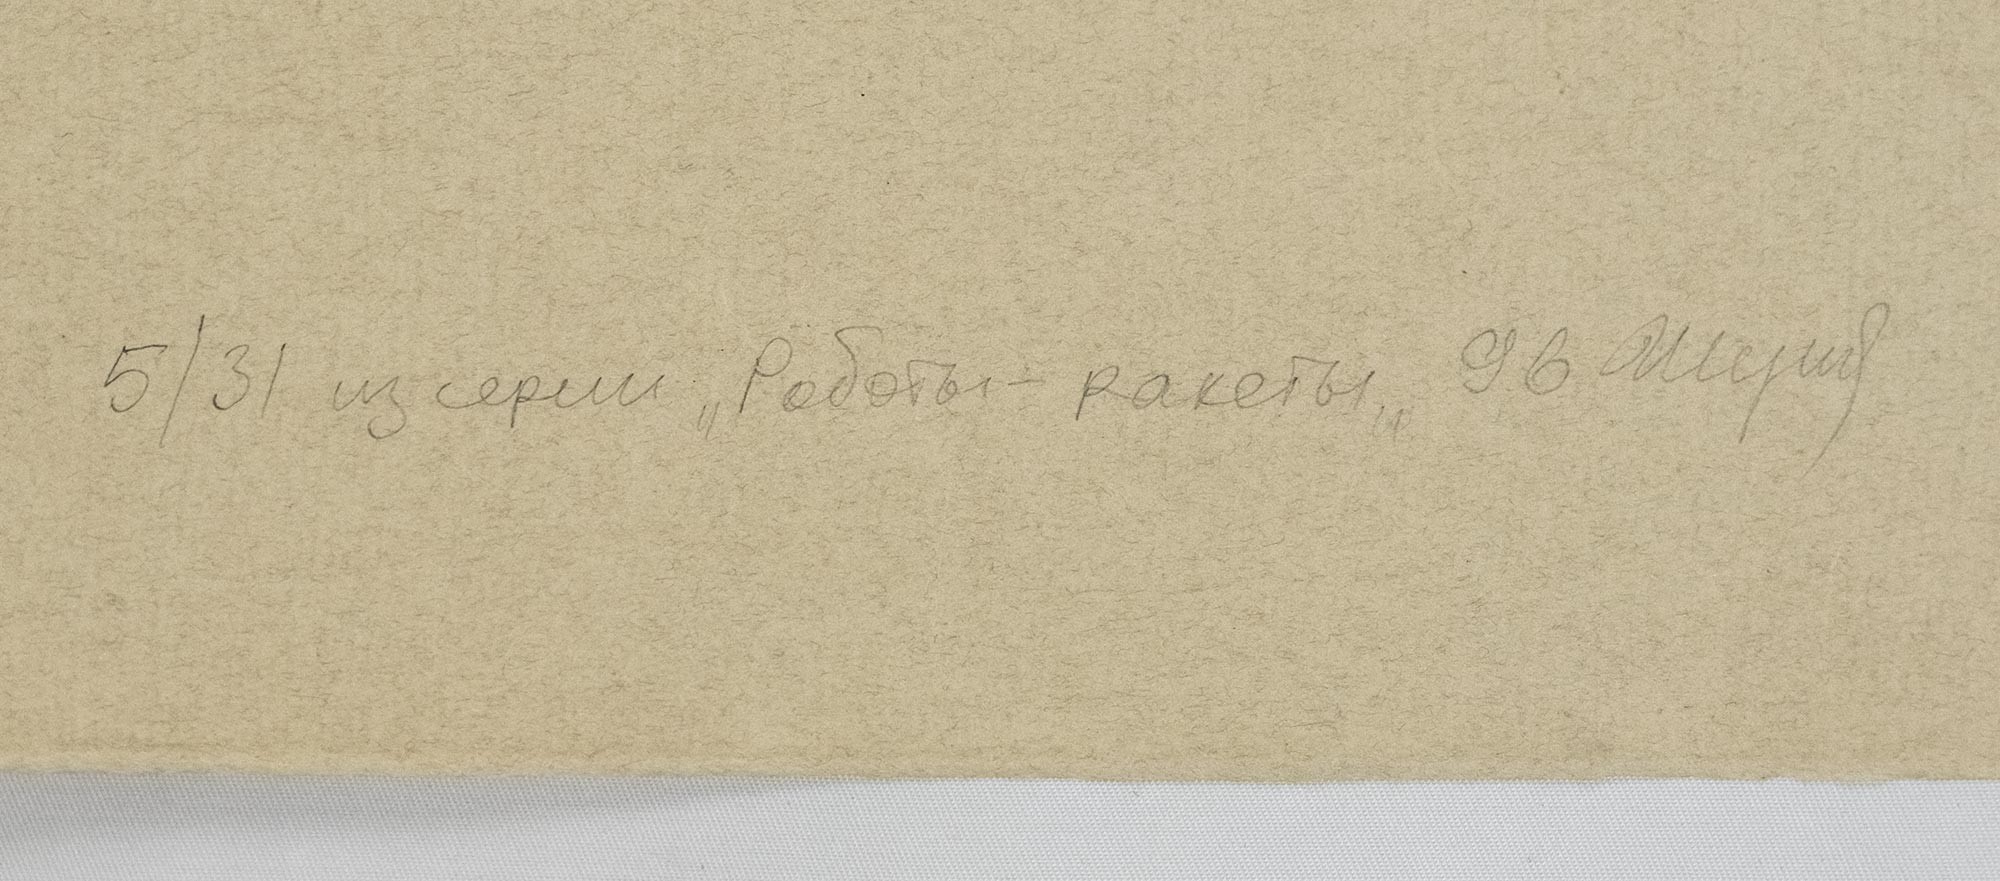 5/31 из серии „Роботы - ракеты„ 96